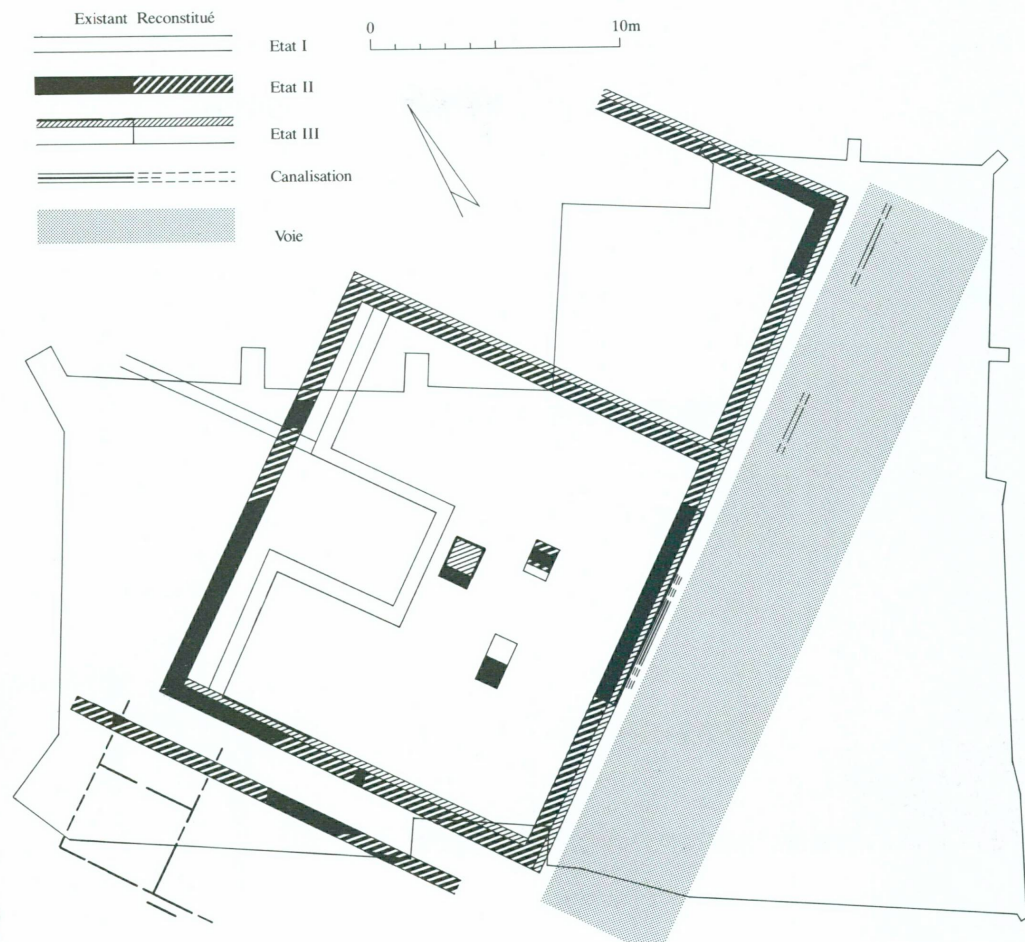 Existant Reconstitué
Etat I
Etat II
Etat III
Canalisation
Voie
0 10m